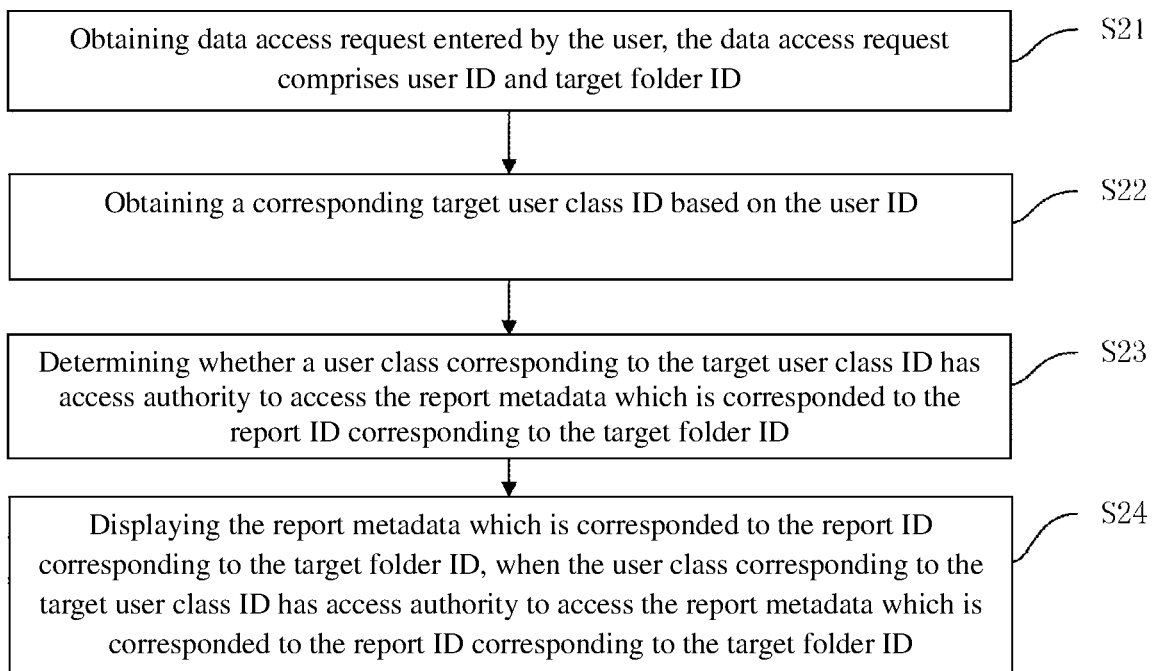 Obtaining data access request entered by the user, the data access request
comprises user ID and target folder ID
S21
Obtaining a corresponding target user class ID based on the user ID
S22
Determining whether a user class corresponding to the target user class ID has
access authority to access the report metadata which is corresponded to the
report ID corresponding to the target folder ID
S23
Displaying the report metadata which is corresponded to the report ID
corresponding to the target folder ID, when the user class corresponding to the
target user class ID has access authority to access the report metadata which is
corresponded to the report ID corresponding to the target folder ID
S24